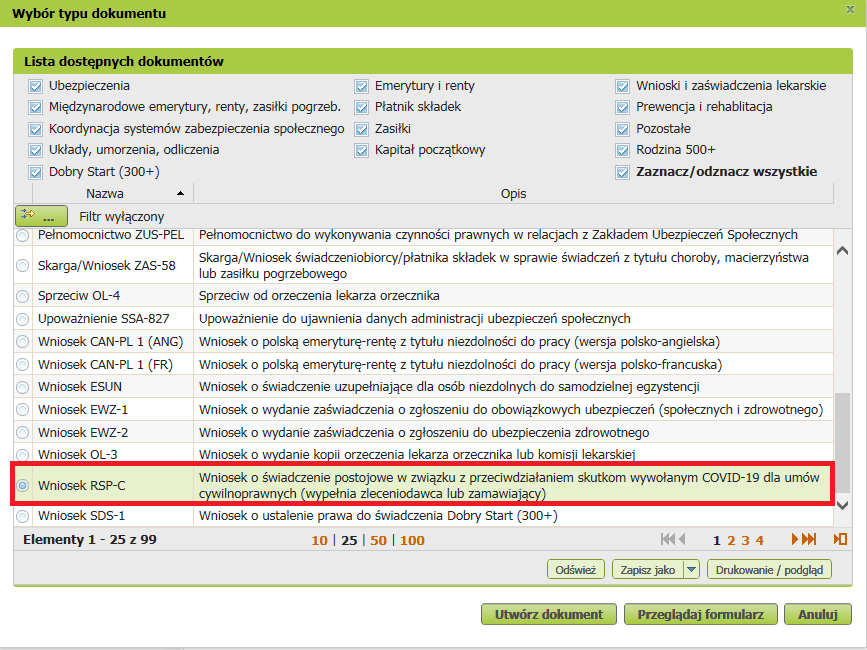 Wybór typu dokumentu
x
Lista dostępnych dokumentów
Ubezpieczenia
Emerytury i renty
Wnioski i zaświadczenia lekarskie
Międzynarodowe emerytury, renty, zasiłki pogrzeb.
Płatnik składek
Prewencja i rehabilitacja
Koordynacja systemów zabezpieczenia społecznego
Zasiłki
Pozostałe
Układy, umorzenia, odliczenia
Kapitał początkowy
Rodzina 500+
Dobry Start (300+)
Zaznacz/odznacz wszystkie
Nazwa
Opis
...
Filtr wyłączony
Pełnomocnictwo ZUS-PEL
Pełnomocnictwo do wykonywania czynności prawnych w relacjach z Zakładem Ubezpieczeń Społecznych
Skarga/Wniosek ZAS-58
Skarga/Wniosek świadczeniobiorcy/płatnika składek w sprawie świadczeń z tytułu choroby, macierzyństwa
lub zasiłku pogrzebowego
Sprzeciw OL-4
Sprzeciw od orzeczenia lekarza orzecznika
Upoważnienie SSA-827
Upoważnienie do ujawnienia danych administracji ubezpieczeń społecznych
Wniosek CAN-PL 1 (ANG)
Wniosek o polską emeryturę-rentę z tytułu niezdolności do pracy (wersja polsko-angielska)
Wniosek CAN-PL 1 (FR)
Wniosek o polską emeryturę-rentę z tytułu niezdolności do pracy (wersja polsko-francuska)
Wniosek ESUN
Wniosek o świadczenie uzupełniające dla osób niezdolnych do samodzielnej egzystencji
Wniosek EWZ-1
Wniosek o wydanie zaświadczenia o zgłoszeniu do obowiązkowych ubezpieczeń (społecznych i zdrowotnego)
Wniosek EWZ-2
Wniosek o wydanie zaświadczenia o zgłoszeniu do ubezpieczenia zdrowotnego
Wniosek OL-3
Wniosek o wydanie kopii orzeczenia lekarza orzecznika lub komisji lekarskiej
Wniosek RSP-C
Wniosek o świadczenie postojowe w związku z przeciwdziałaniem skutkom wywołanym COVID-19 dla umów
cywilnoprawnych (wypełnia zleceniodawca lub zamawiający)
Wniosek SDS-1
Wniosek o ustalenie prawa do świadczenia Dobry Start (300+)
Elementy 1 - 25 z 99
10 | 25 | 50 | 100
1 2 3 4
Odśwież
Zapisz jako
Drukowanie / podgląd
Utwórz dokument
Przeglądaj formularz
Anuluj